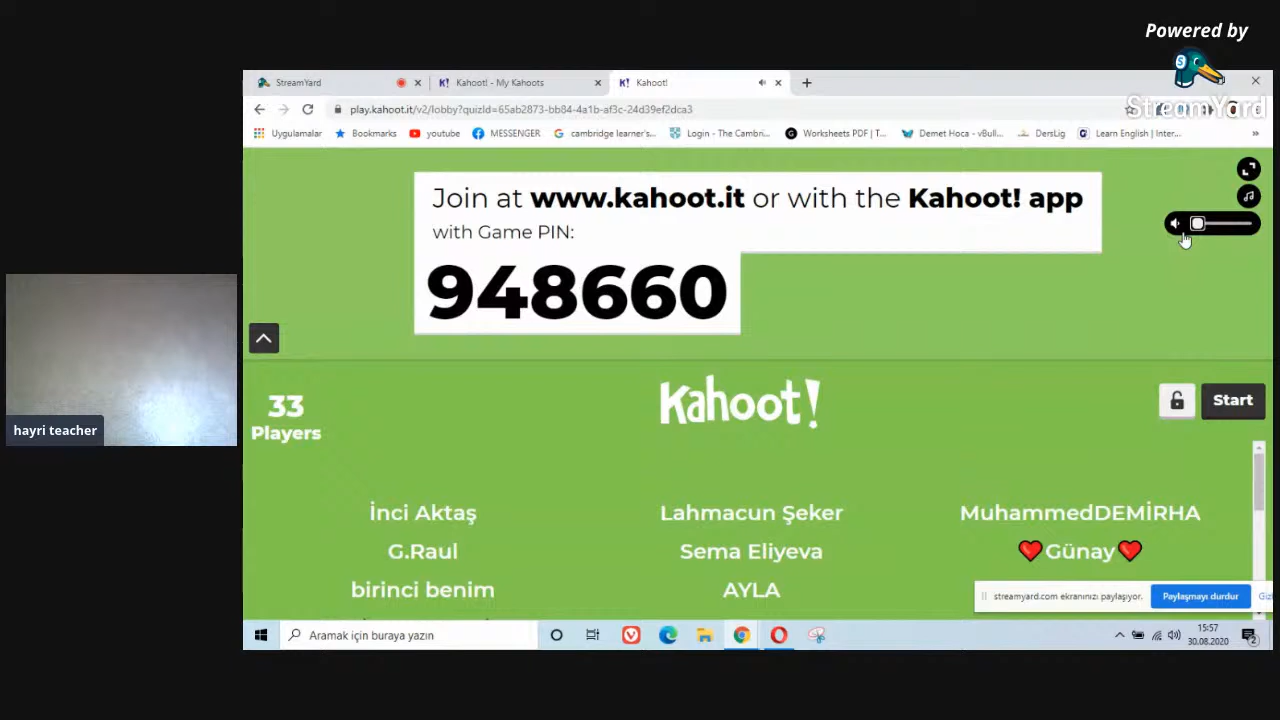 Powered by
StreamYard
StreamYard
Kahoot! - My Kahoots
Kahoot!
play.kahoot.it/v2/lobby?quizId=65ab2873-bb84-4a1b-af3c-24d39ef2dca3
Uygulamalar
Bookmarks
youtube
MESSENGER
cambridge learner's...
Login - The Cambri...
Worksheets PDF | T...
Demet Hoca - vBull...
DersLig
Learn English | Inter...
Join at www.kahoot.it or with the Kahoot! app
with Game PIN:
948660
33
Players
Kahoot!
Start
hayri teacher
İnci Aktaş
Lahmacun Şeker
MuhammedDEMİRHA
G.Raul
Sema Eliyeva
❤️Günay❤️
birinci benim
AYLA
streamyard.com ekranınızı paylaşıyor.
Paylaşmayı durdur
Aramak için buraya yazın
15:57
30.08.2020
2